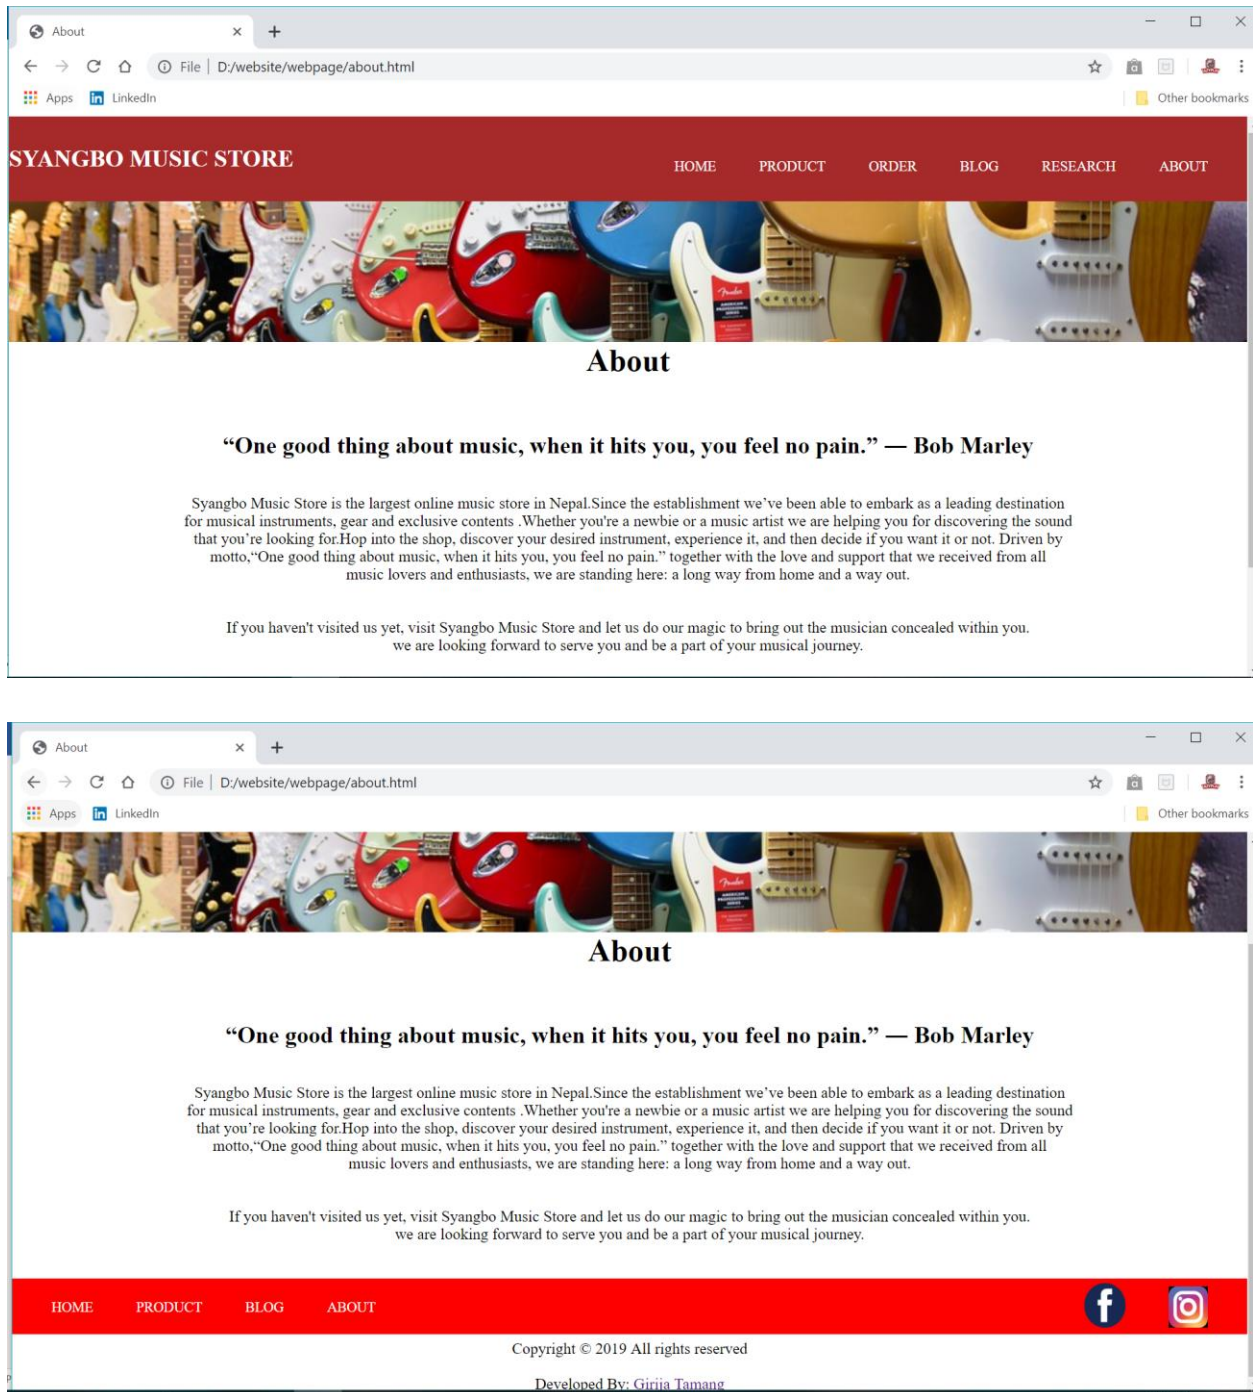 About
File | D:/website/webpage/about.html
Apps LinkedIn Other bookmarks
SYANGBO MUSIC STORE
HOME PRODUCT ORDER BLOG RESEARCH ABOUT
Fender
AMERICAN
PROFESSIONAL
SERIES
About
“One good thing about music, when it hits you, you feel no pain.” — Bob Marley
Syangbo Music Store is the largest online music store in Nepal.Since the establishment we’ve been able to embark as a leading destination
for musical instruments, gear and exclusive contents .Whether you're a newbie or a music artist we are helping you for discovering the sound
that you’re looking for.Hop into the shop, discover your desired instrument, experience it, and then decide if you want it or not. Driven by
motto,“One good thing about music, when it hits you, you feel no pain.” together with the love and support that we received from all
music lovers and enthusiasts, we are standing here: a long way from home and a way out.
If you haven't visited us yet, visit Syangbo Music Store and let us do our magic to bring out the musician concealed within you.
we are looking forward to serve you and be a part of your musical journey.
About
File | D:/website/webpage/about.html
Apps LinkedIn Other bookmarks
Fender
AMERICAN
PROFESSIONAL
SERIES
About
“One good thing about music, when it hits you, you feel no pain.” — Bob Marley
Syangbo Music Store is the largest online music store in Nepal.Since the establishment we’ve been able to embark as a leading destination
for musical instruments, gear and exclusive contents .Whether you're a newbie or a music artist we are helping you for discovering the sound
that you’re looking for.Hop into the shop, discover your desired instrument, experience it, and then decide if you want it or not. Driven by
motto,“One good thing about music, when it hits you, you feel no pain.” together with the love and support that we received from all
music lovers and enthusiasts, we are standing here: a long way from home and a way out.
If you haven't visited us yet, visit Syangbo Music Store and let us do our magic to bring out the musician concealed within you.
we are looking forward to serve you and be a part of your musical journey.
HOME PRODUCT BLOG ABOUT
Copyright © 2019 All rights reserved
Developed By: Girija Tamang